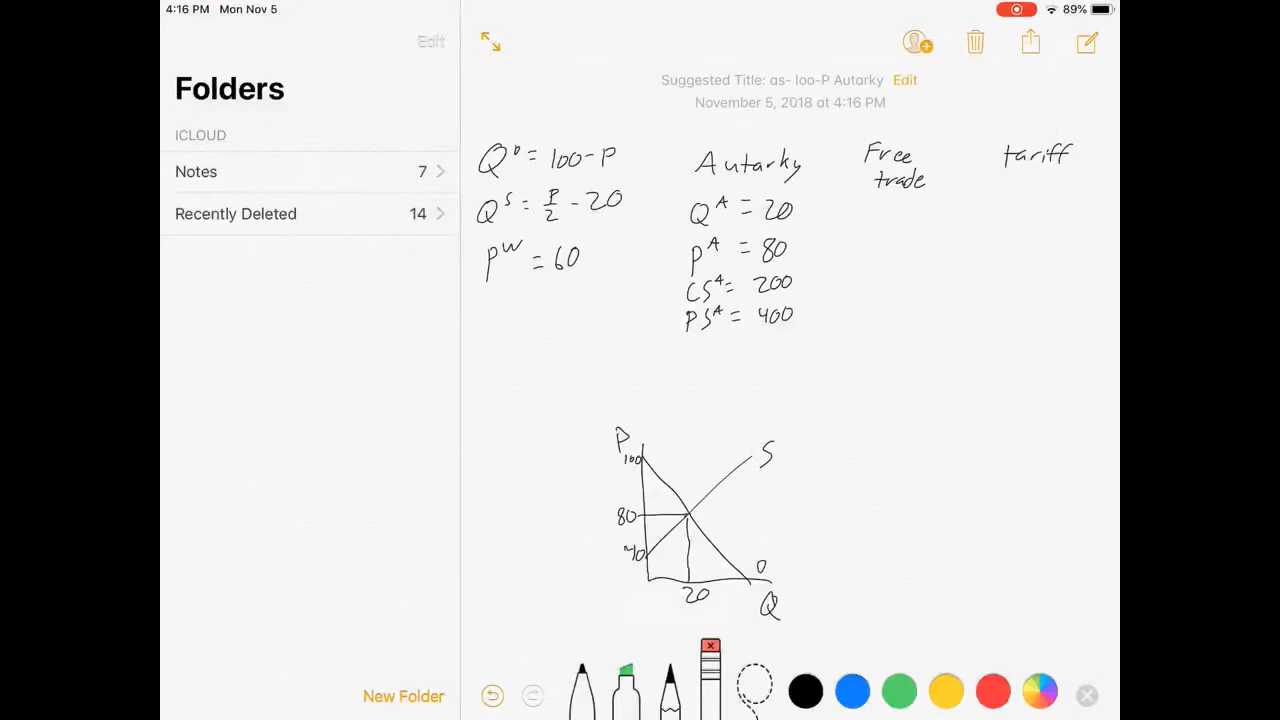 4:16 PM Mon Nov 5
89%
Edit
Folders
ICLOUD
Notes 7
Recently Deleted 14
New Folder
Suggested Title: as- loo-P Autarky Edit
November 5, 2018 at 4:16 PM
Q^D = 100-P
Q^S = P/2 - 20
P^W = 60
Autarky
Q^A = 20
P^A = 80
CS^A = 200
PS^A = 400
Free
trade
tariff
P
100
80
40
S
D
20
Q